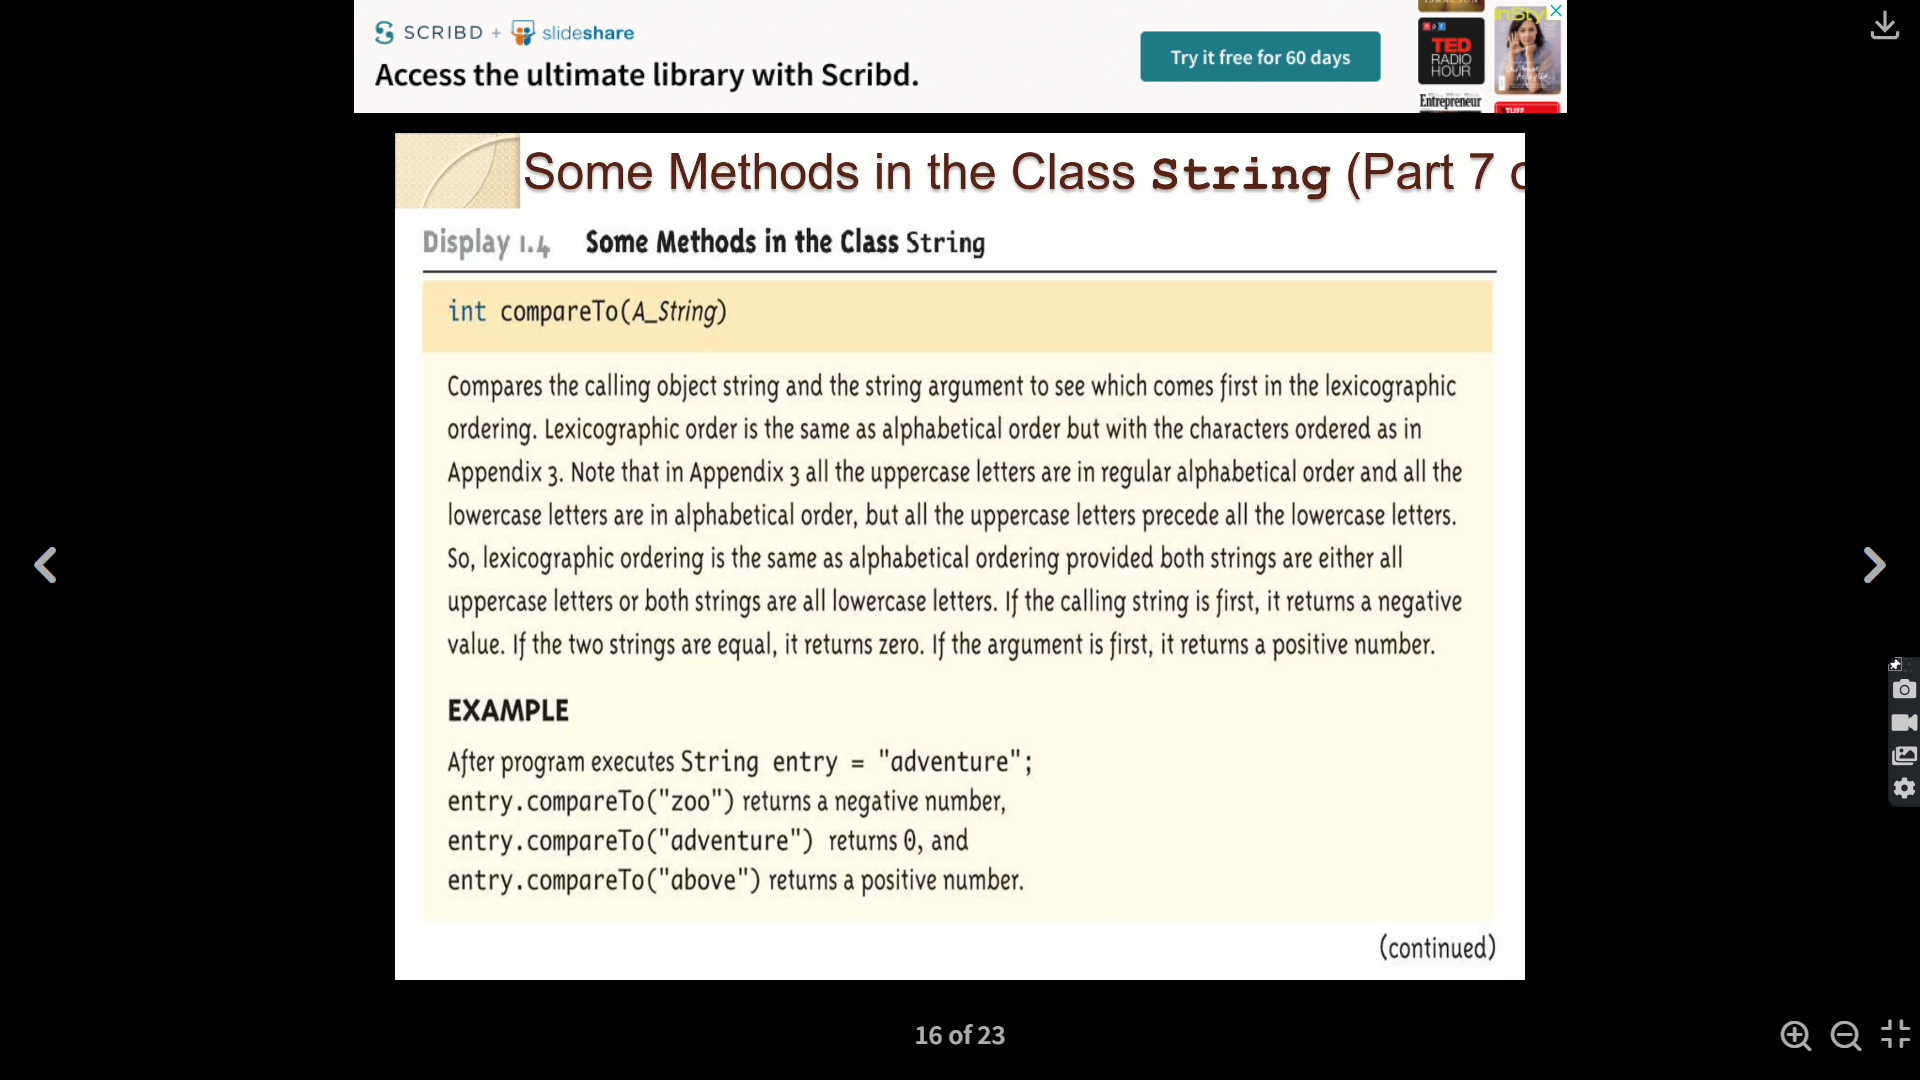 SCRIBD + slideshare
Access the ultimate library with Scribd.
Try it free for 60 days
TED
RADIO
HOUR
Entrepreneur
Some Methods in the Class String (Part 7 o
Display 1.4 Some Methods in the Class String
int compareTo(A_String)
Compares the calling object string and the string argument to see which comes first in the lexicographic
ordering. Lexicographic order is the same as alphabetical order but with the characters ordered as in
Appendix 3. Note that in Appendix 3 all the uppercase letters are in regular alphabetical order and all the
lowercase letters are in alphabetical order, but all the uppercase letters precede all the lowercase letters.
So, lexicographic ordering is the same as alphabetical ordering provided both strings are either all
uppercase letters or both strings are all lowercase letters. If the calling string is first, it returns a negative
value. If the two strings are equal, it returns zero. If the argument is first, it returns a positive number.
EXAMPLE
After program executes String entry = "adventure";
entry.compareTo("zoo") returns a negative number,
entry.compareTo("adventure") returns 0, and
entry.compareTo("above") returns a positive number.
(continued)
16 of 23